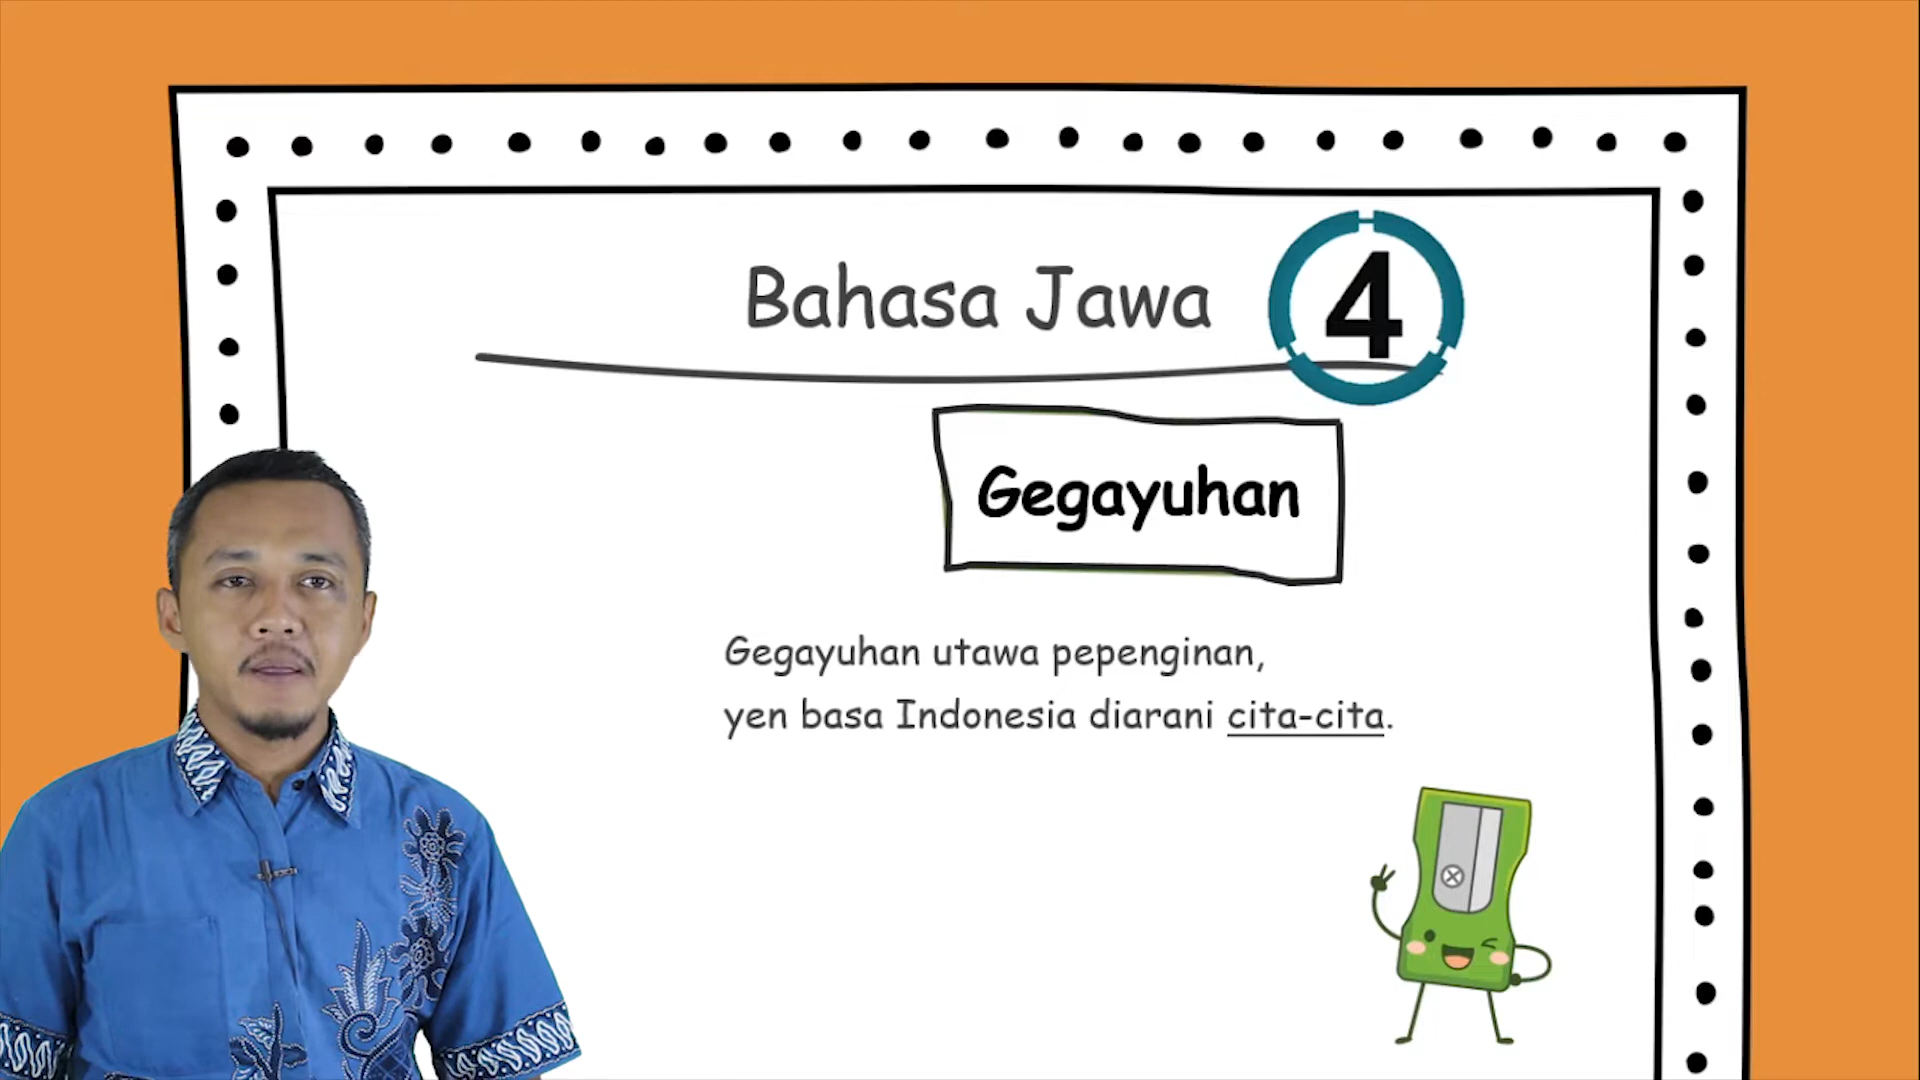 Bahasa Jawa 4
Gegayuhan
Gegayuhan utawa pepenginan,
yen basa Indonesia diarani cita-cita.